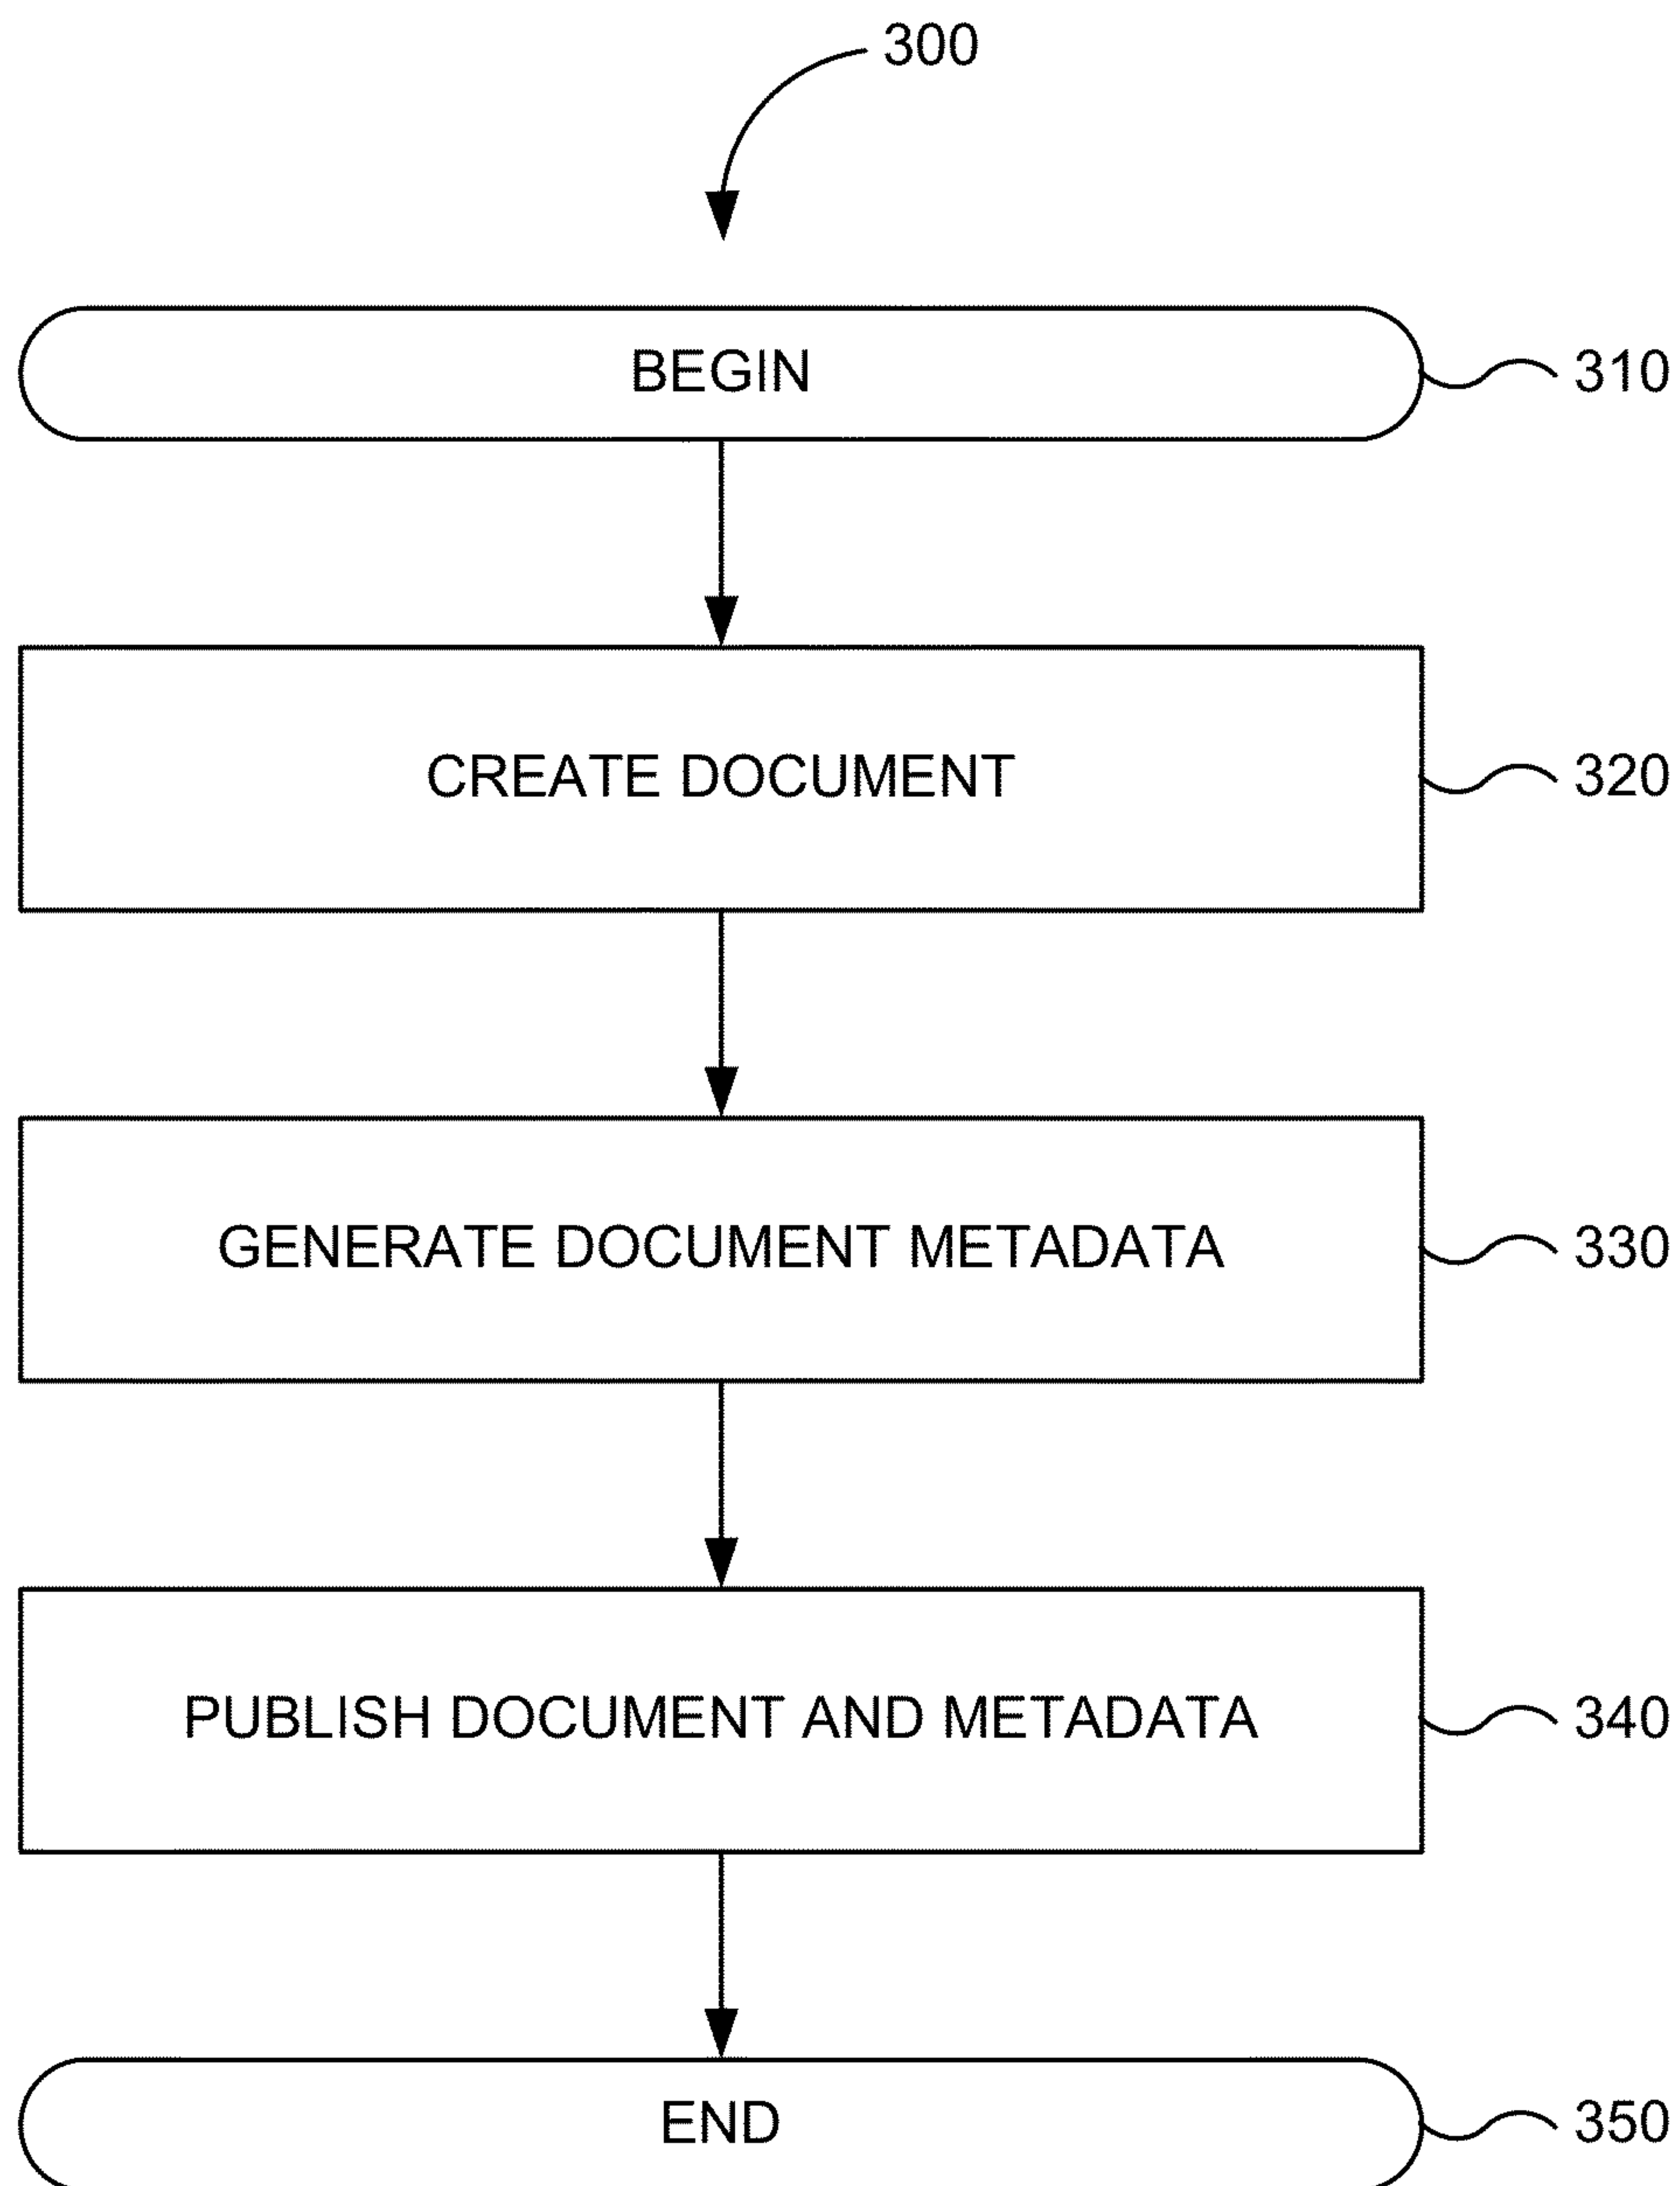 300
BEGIN
310
CREATE DOCUMENT
320
GENERATE DOCUMENT METADATA
330
PUBLISH DOCUMENT AND METADATA
340
END
350